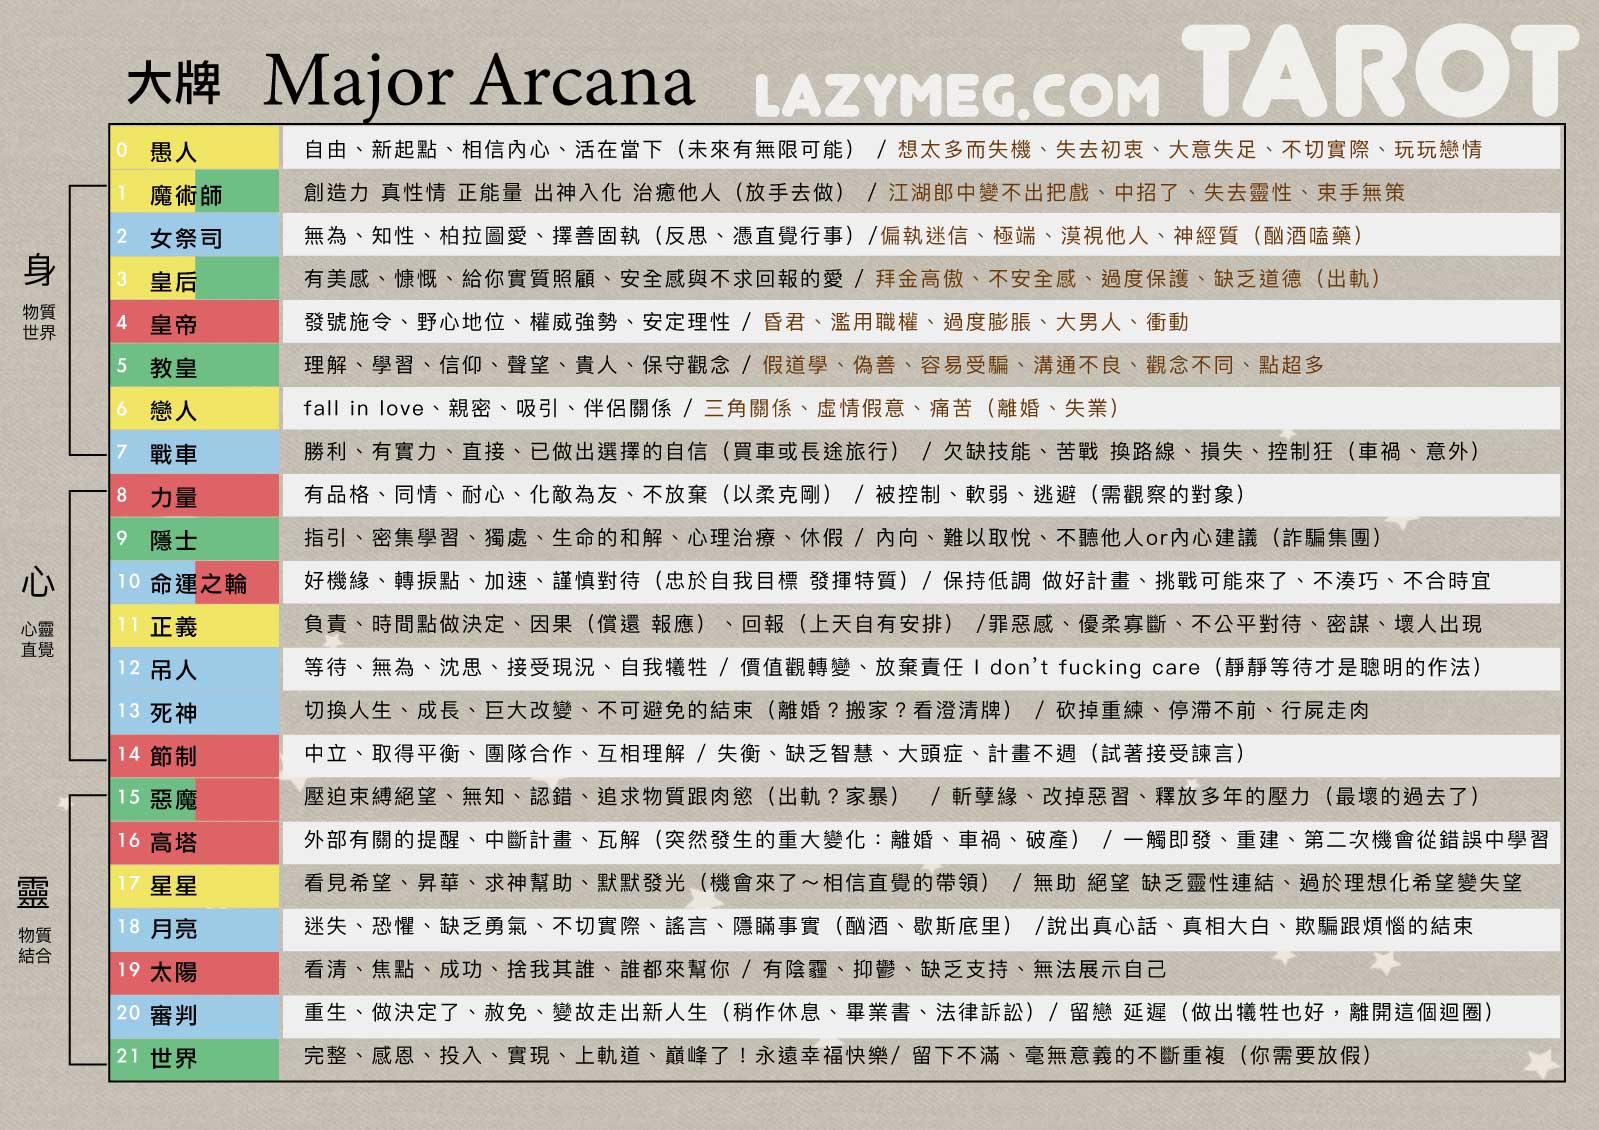 大牌 Major Arcana LAZYMEG.COM TAROT
0 愚人 自由、新起點、相信內心、活在當下（未來有無限可能） / 想太多而失機、失去初衷、大意失足、不切實際、玩玩戀情
1 魔術師 創造力 真性情 正能量 出神入化 治癒他人（放手去做） / 江湖郎中變不出把戲、中招了、失去靈性、束手無策
2 女祭司 無為、知性、柏拉圖愛、擇善固執（反思、憑直覺行事）/偏執迷信、極端、漠視他人、神經質（酗酒嗑藥）
3 皇后 有美感、慷慨、給你實質照顧、安全感與不求回報的愛 / 拜金高傲、不安全感、過度保護、缺乏道德（出軌）
4 皇帝 發號施令、野心地位、權威強勢、安定理性 / 昏君、濫用職權、過度膨脹、大男人、衝動
5 教皇 理解、學習、信仰、聲望、貴人、保守觀念 / 假道學、偽善、容易受騙、溝通不良、觀念不同、點超多
6 戀人 fall in love、親密、吸引、伴侶關係 / 三角關係、虛情假意、痛苦（離婚、失業）
7 戰車 勝利、有實力、直接、已做出選擇的自信（買車或長途旅行） / 欠缺技能、苦戰 換路線、損失、控制狂（車禍、意外）
身
物質
世界
8 力量 有品格、同情、耐心、化敵為友、不放棄（以柔克剛） / 被控制、軟弱、逃避（需觀察的對象）
9 隱士 指引、密集學習、獨處、生命的和解、心理治療、休假 / 內向、難以取悅、不聽他人or內心建議（詐騙集團）
10 命運之輪 好機緣、轉捩點、加速、謹慎對待（忠於自我目標 發揮特質）/ 保持低調 做好計畫、挑戰可能來了、不湊巧、不合時宜
11 正義 負責、時間點做決定、因果（償還 報應）、回報（上天自有安排） /罪惡感、優柔寡斷、不公平對待、密謀、壞人出現
12 吊人 等待、無為、沈思、接受現況、自我犧牲 / 價值觀轉變、放棄責任 I don't fucking care（靜靜等待才是聰明的作法）
13 死神 切換人生、成長、巨大改變、不可避免的結束（離婚？搬家？看澄清牌） / 砍掉重練、停滯不前、行屍走肉
14 節制 中立、取得平衡、團隊合作、互相理解 / 失衡、缺乏智慧、大頭症、計畫不週（試著接受諫言）
心
心靈
直覺
15 惡魔 壓迫束縛絕望、無知、認錯、追求物質跟肉慾（出軌？家暴） / 斬孽緣、改掉惡習、釋放多年的壓力（最壞的過去了）
16 高塔 外部有關的提醒、中斷計畫、瓦解（突然發生的重大變化：離婚、車禍、破產） / 一觸即發、重建、第二次機會從錯誤中學習
17 星星 看見希望、昇華、求神幫助、默默發光（機會來了～相信直覺的帶領） / 無助 絕望 缺乏靈性連結、過於理想化希望變失望
18 月亮 迷失、恐懼、缺乏勇氣、不切實際、謠言、隱瞞事實（酗酒、歇斯底里） /說出真心話、真相大白、欺騙跟煩惱的結束
19 太陽 看清、焦點、成功、捨我其誰、誰都來幫你 / 有陰霾、抑鬱、缺乏支持、無法展示自己
20 審判 重生、做決定了、赦免、變故走出新人生（稍作休息、畢業書、法律訴訟）/ 留戀 延遲（做出犧牲也好，離開這個迴圈）
21 世界 完整、感恩、投入、實現、上軌道、巔峰了！永遠幸福快樂/ 留下不滿、毫無意義的不斷重複（你需要放假）
靈
物質
結合